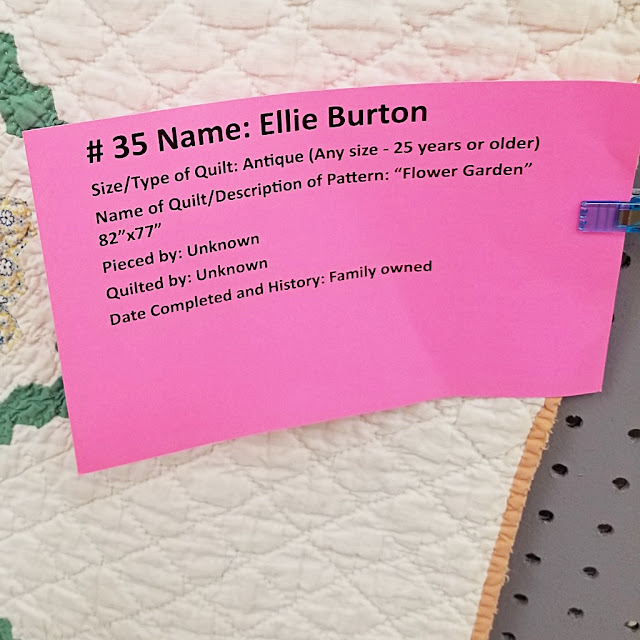 # 35 Name: Ellie Burton
Size/Type of Quilt: Antique (Any size - 25 years or older)
Name of Quilt/Description of Pattern: “Flower Garden”
82”x77”
Pieced by: Unknown
Quilted by: Unknown
Date Completed and History: Family owned